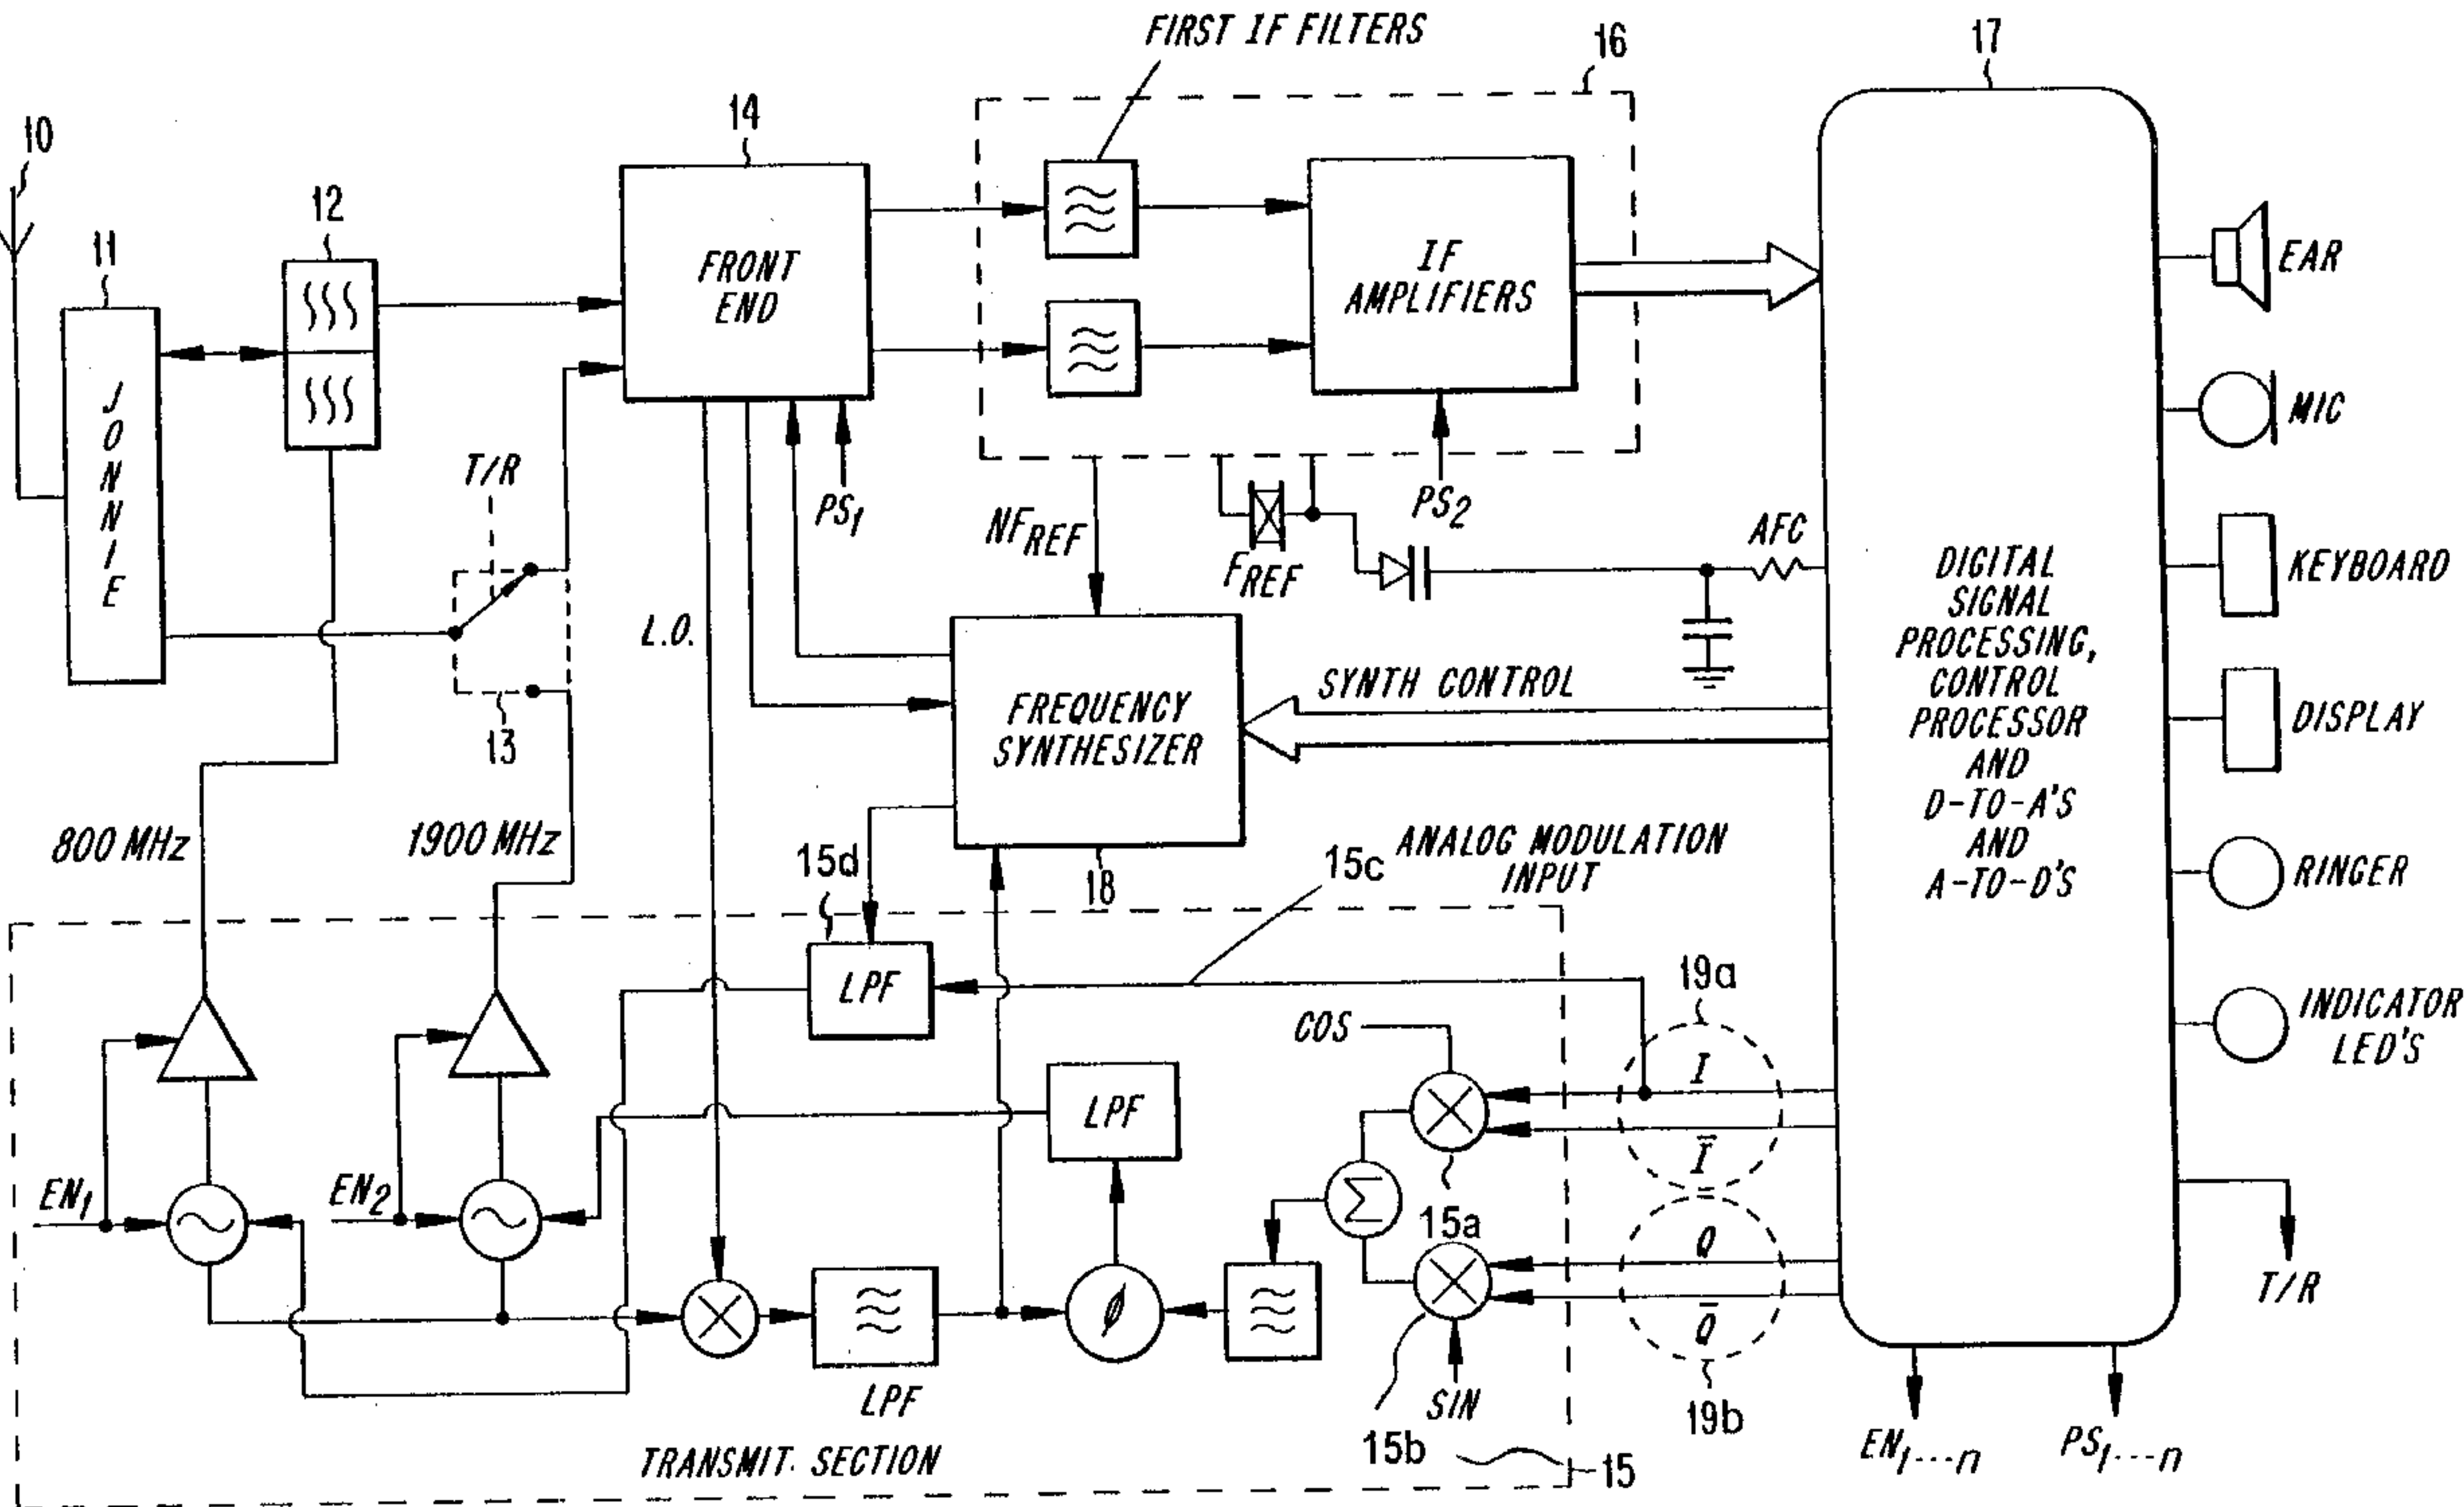 FIRST IF FILTERS
16
17
10
14
12
11
FRONT
END
IF
AMPLIFIERS
EAR
JONNIE
MIC
T/R
PS1
NFREF
FREF
PS2
AFC
KEYBOARD
L.O.
DIGITAL
SIGNAL
PROCESSING,
CONTROL
PROCESSOR
AND
D-TO-A'S
AND
A-TO-D'S
SYNTH CONTROL
DISPLAY
13
FREQUENCY
SYNTHESIZER
800 MHz
1900 MHz
15d
18
ANALOG MODULATION
INPUT
15c
RINGER
LPF
19a
COS
INDICATOR
LED'S
I
LPF
Ī
EN1
EN2
Σ
15a
Q
ϕ
Q̄
T/R
LPF
SIN
15b
19b
EN1---n
PS1---n
TRANSMIT. SECTION
15